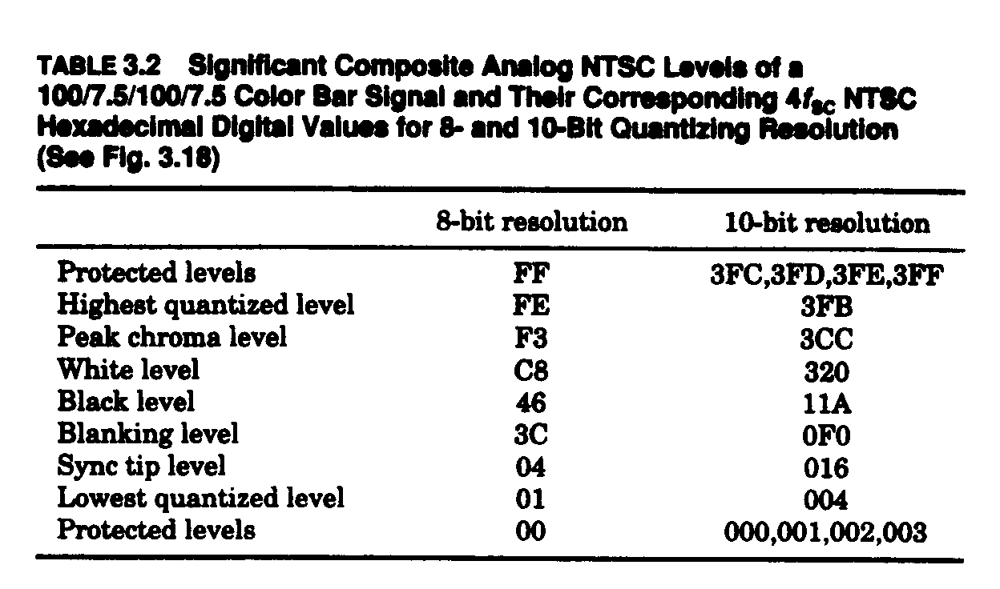 TABLE 3.2 Significant Composite Analog NTSC Levels of a
100/7.5/100/7.5 Color Bar Signal and Their Corresponding 4fsc NTSC
Hexadecimal Digital Values for 8- and 10-Bit Quantizing Resolution
(See Fig. 3.18)
8-bit resolution 10-bit resolution
Protected levels FF 3FC,3FD,3FE,3FF
Highest quantized level FE 3FB
Peak chroma level F3 3CC
White level C8 320
Black level 46 11A
Blanking level 3C 0F0
Sync tip level 04 016
Lowest quantized level 01 004
Protected levels 00 000,001,002,003